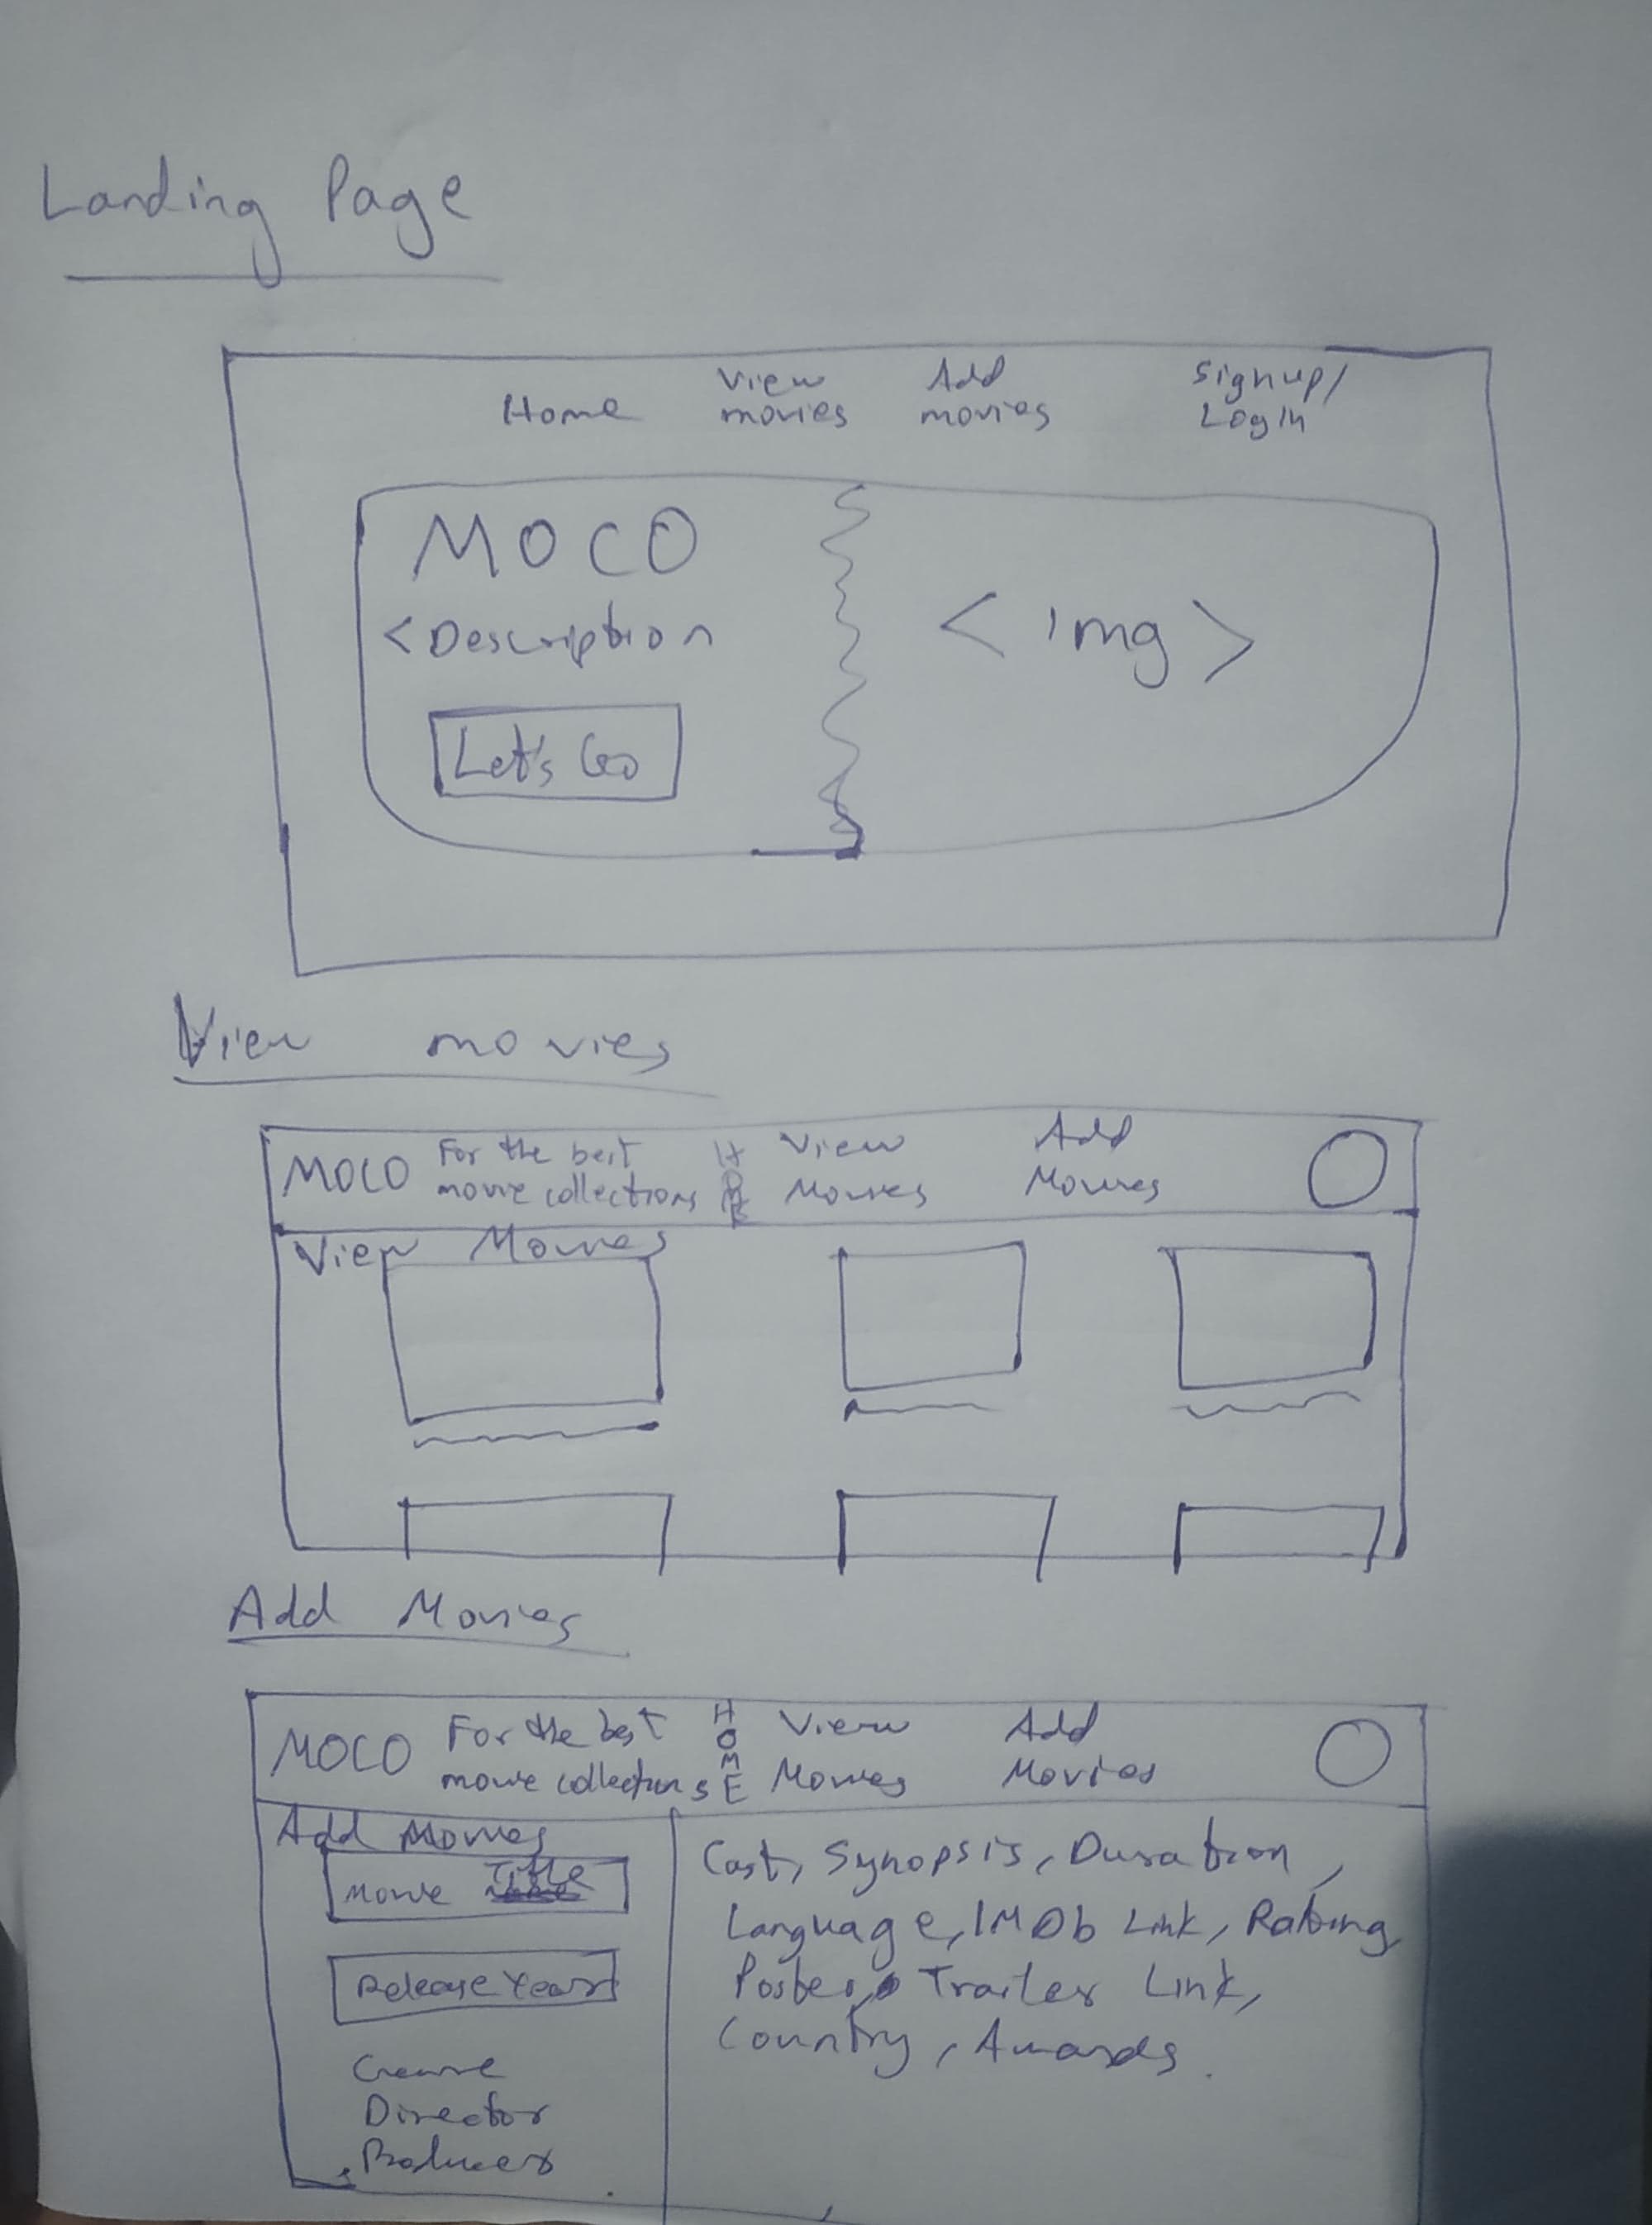 Landing Page
Home View movies Add movies Signup/ Login
MOCO
<Description
<img>
Let's Go
View movies
MOCO For the best movie collections View Movies Add Movies
View Movies
Add Movies
MOCO For the best movie collections HOME View Movies Add Movies
Add Movies
Movie Title
Release Year
Genre
Director
Producer
Cast, Synopsis, Duration,
Language, IMDb Link, Rating,
Poster, Trailer Link,
Country, Awards.